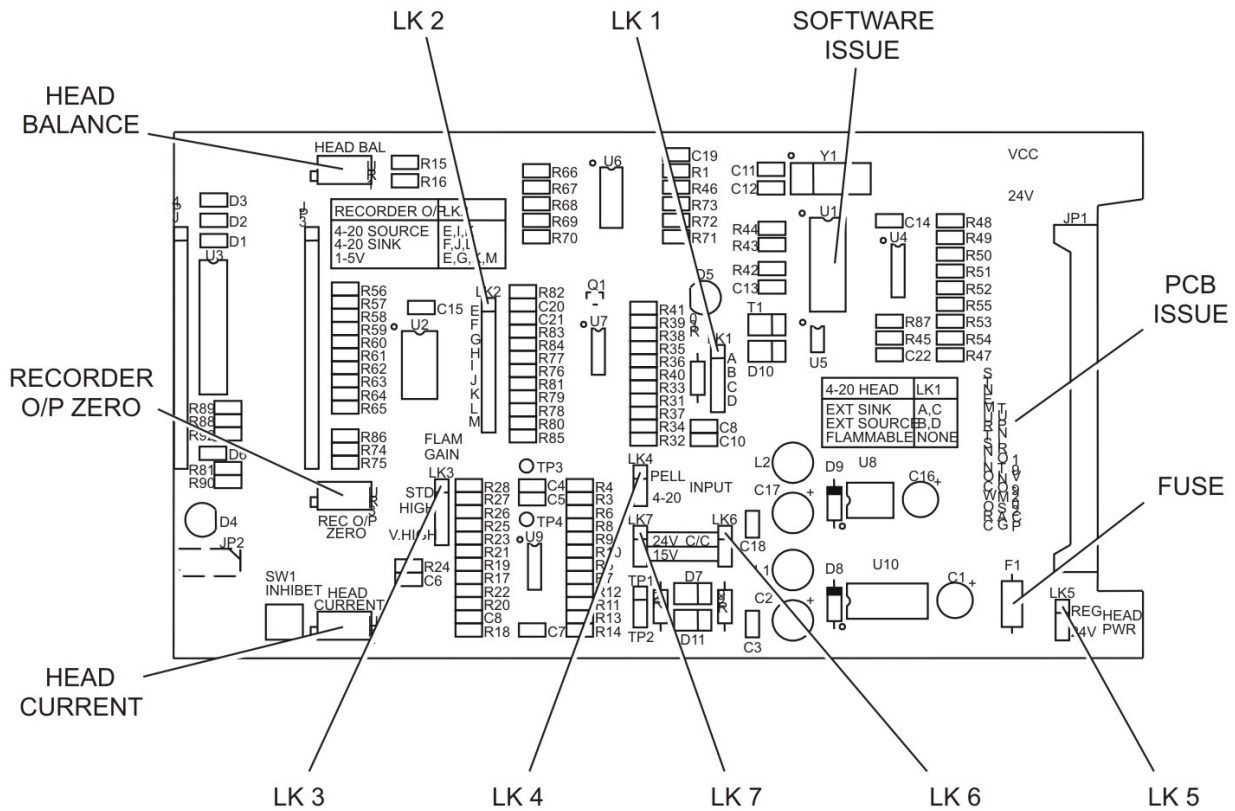 LK 2
LK 1
SOFTWARE
ISSUE
HEAD
BALANCE
HEAD BAL
RECORDER O/P
4-20 SOURCE
4-20 SINK
1-5V
E,G,K,M
R15
R16
D3
D2
D1
U3
R66
R67
R68
R69
R70
U6
C19
R1
R46
R73
R72
R71
C11
C12
Y1
VCC
24V
JP1
R44
R43
R42
C13
U1
C14
U4
R48
R49
R50
R51
R52
R55
R53
R54
R47
R87
R45
C22
PCB
ISSUE
R56
R57
R58
R59
R60
R61
R62
R63
R64
R65
R86
R74
R75
C15
U2
LK2
E
F
G
H
I
J
K
L
M
R82
C20
C21
R83
R84
R77
R76
R81
R79
R78
R80
R85
Q1
U7
R41
R39
R38
R35
R36
R40
R33
R31
R37
R34
R32
D5
A
B
C
D
C8
C10
T1
D10
U5
4-20 HEAD LK1
EXT SINK A,C
EXT SOURCE B,D
FLAMMABLE NONE
RECORDER
O/P ZERO
R89
R88
R92
D6
R81
R90
D4
JP2
REC O/P
ZERO
FLAM
GAIN
LK3
STD
HIGH
V.HIGH
R28
R27
R26
R25
R23
R21
R19
R17
R22
R20
C8
R18
R24
C6
TP3
C4
C5
TP4
U9
C7
R4
R3
R6
R8
R9
R10
R5
R7
R12
R11
R13
R14
LK4
PELL
4-20
INPUT
LK7
LK6
24V C/C
15V
TP1
TP2
D7
D11
L2
C17
C18
L1
C2
C3
D9
U8
C16
D8
U10
C1
F1
LK5
REG
24V
HEAD
PWR
FUSE
SW1
INHIBET
HEAD
CURRENT
HEAD
CURRENT
LK 3
LK 4
LK 7
LK 6
LK 5